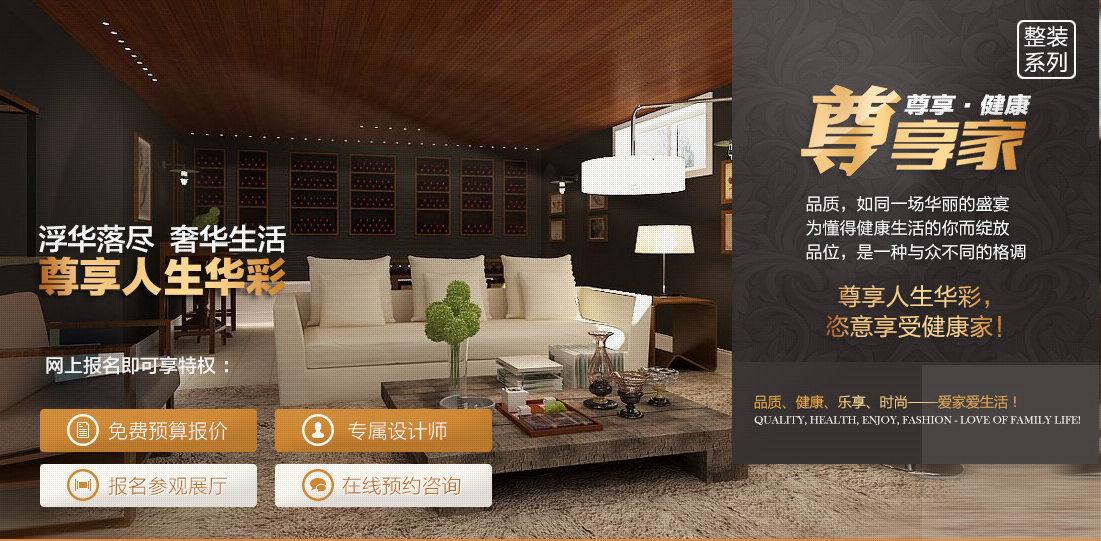 整装
系列
尊享·健康
尊享家
品质，如同一场华丽的盛宴
为懂得健康生活的你而绽放
品位，是一种与众不同的格调
尊享人生华彩，
恣意享受健康家！
品质、健康、乐享、时尚——爱家爱生活！
QUALITY, HEALTH, ENJOY, FASHION - LOVE OF FAMILY LIFE!
浮华落尽 奢华生活
尊享人生华彩
网上报名即可享特权：
免费预算报价
专属设计师
报名参观展厅
在线预约咨询